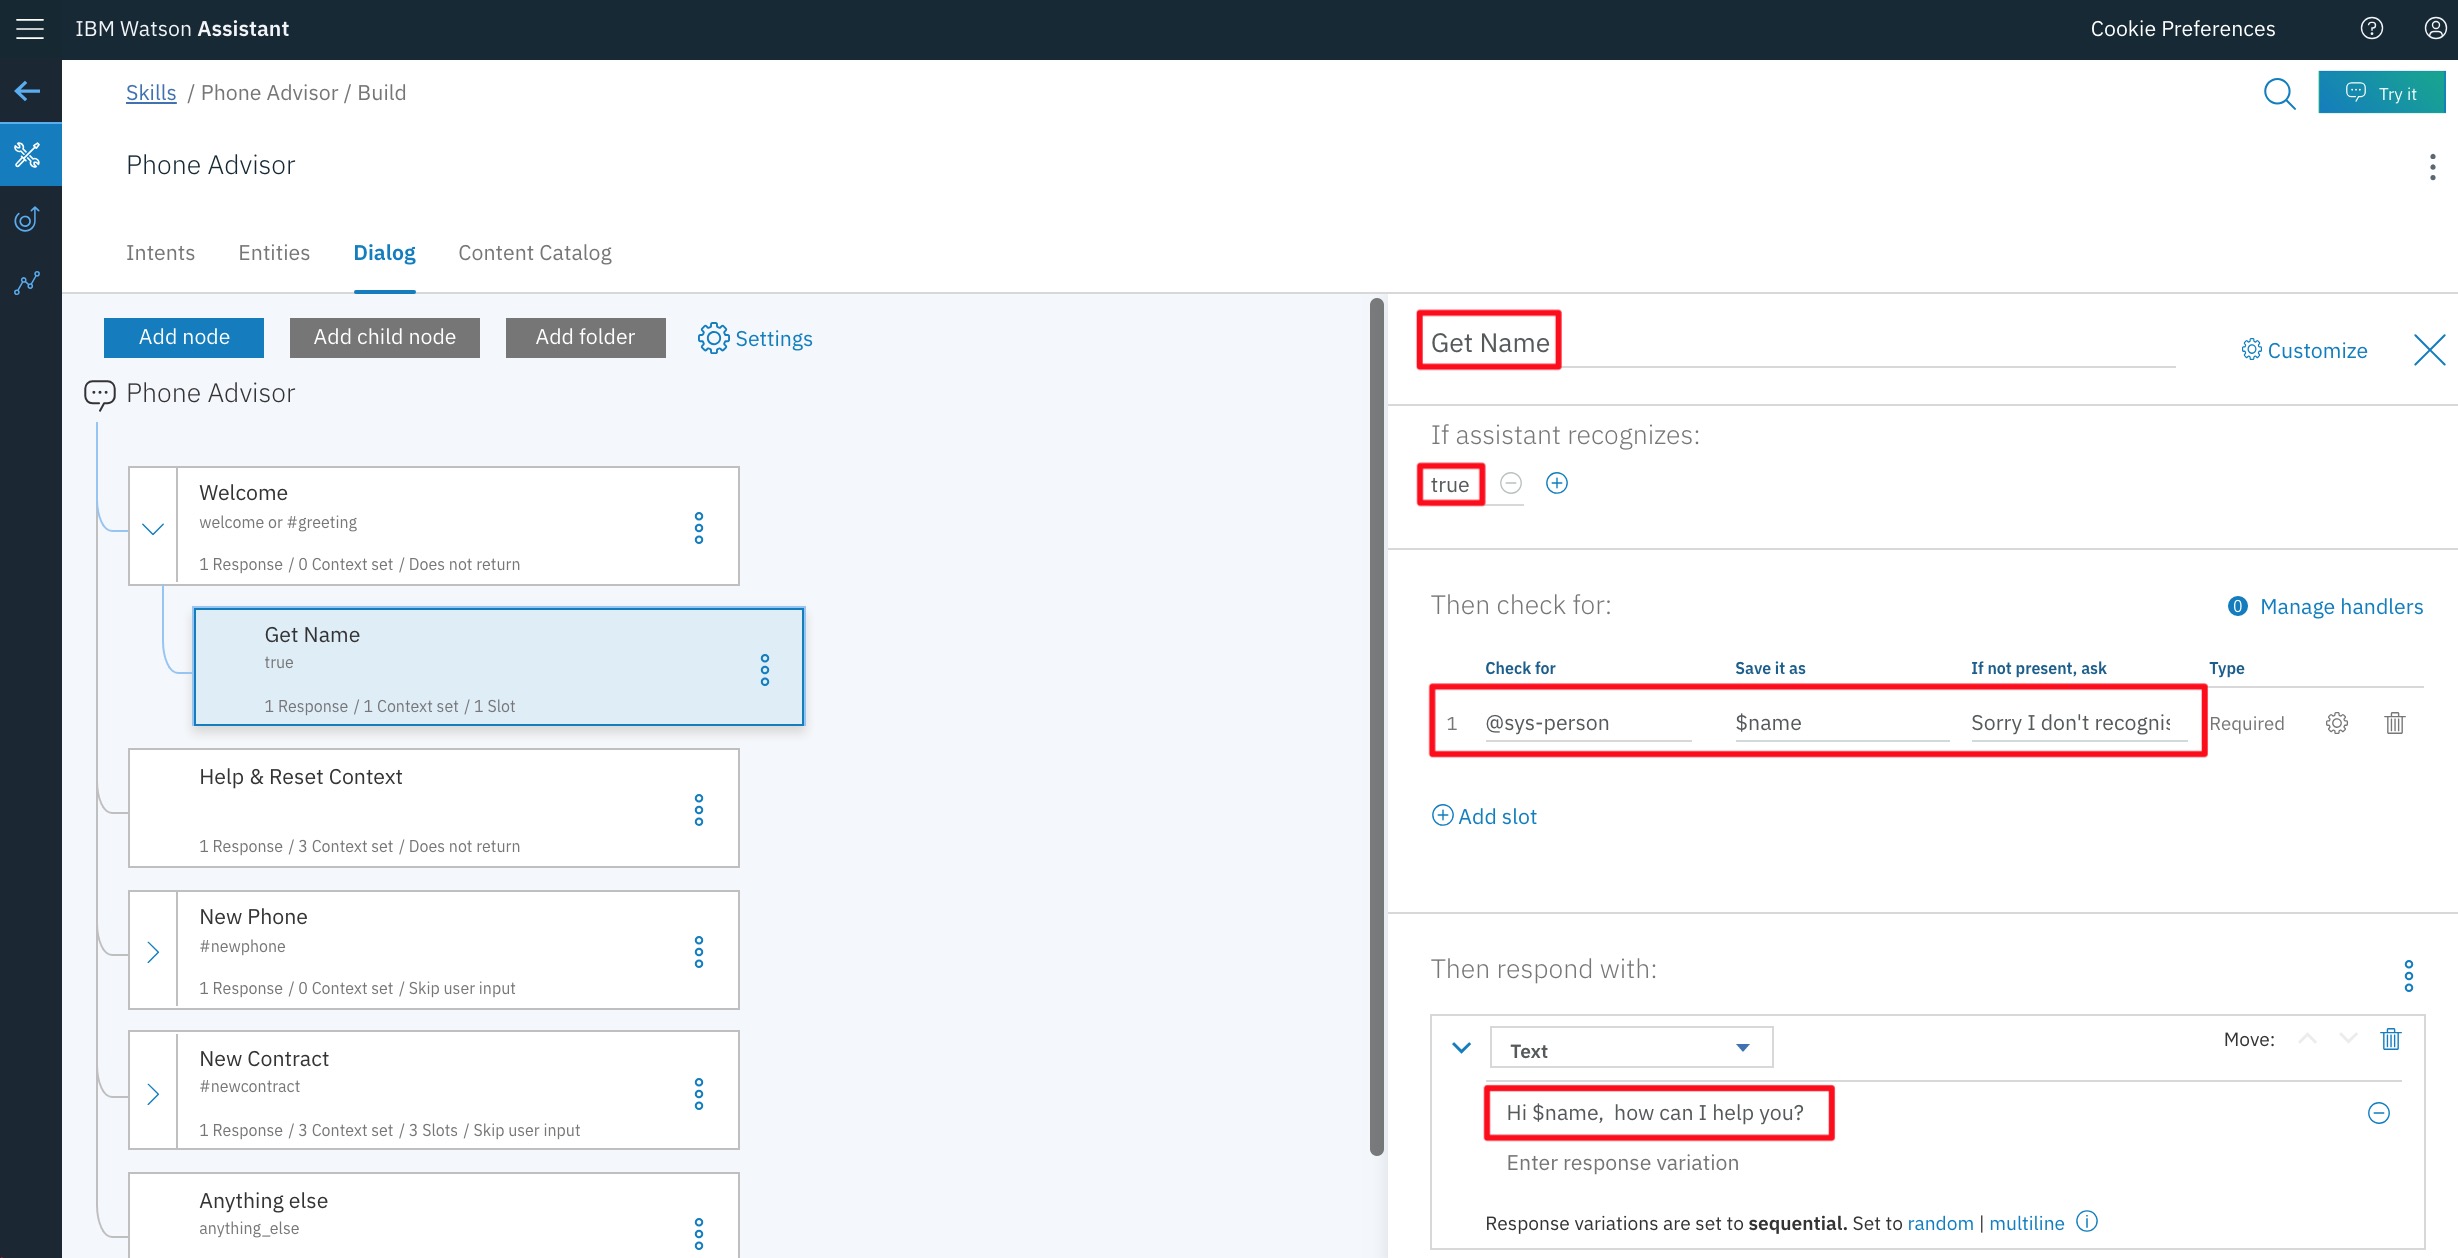 IBM Watson Assistant
Cookie Preferences
Skills / Phone Advisor / Build
Try it
Phone Advisor
Intents
Entities
Dialog
Content Catalog
Add node
Add child node
Add folder
Settings
Phone Advisor
Welcome
welcome or #greeting
1 Response / 0 Context set / Does not return
Get Name
true
1 Response / 1 Context set / 1 Slot
Help & Reset Context
1 Response / 3 Context set / Does not return
New Phone
#newphone
1 Response / 0 Context set / Skip user input
New Contract
#newcontract
1 Response / 3 Context set / 3 Slots / Skip user input
Anything else
anything_else
Get Name
Customize
If assistant recognizes:
true
Then check for:
0 Manage handlers
Check for
Save it as
If not present, ask
Type
1 @sys-person $name Sorry I don't recognis Required
Add slot
Then respond with:
Text
Move:
Hi $name, how can I help you?
Enter response variation
Response variations are set to sequential. Set to random | multiline